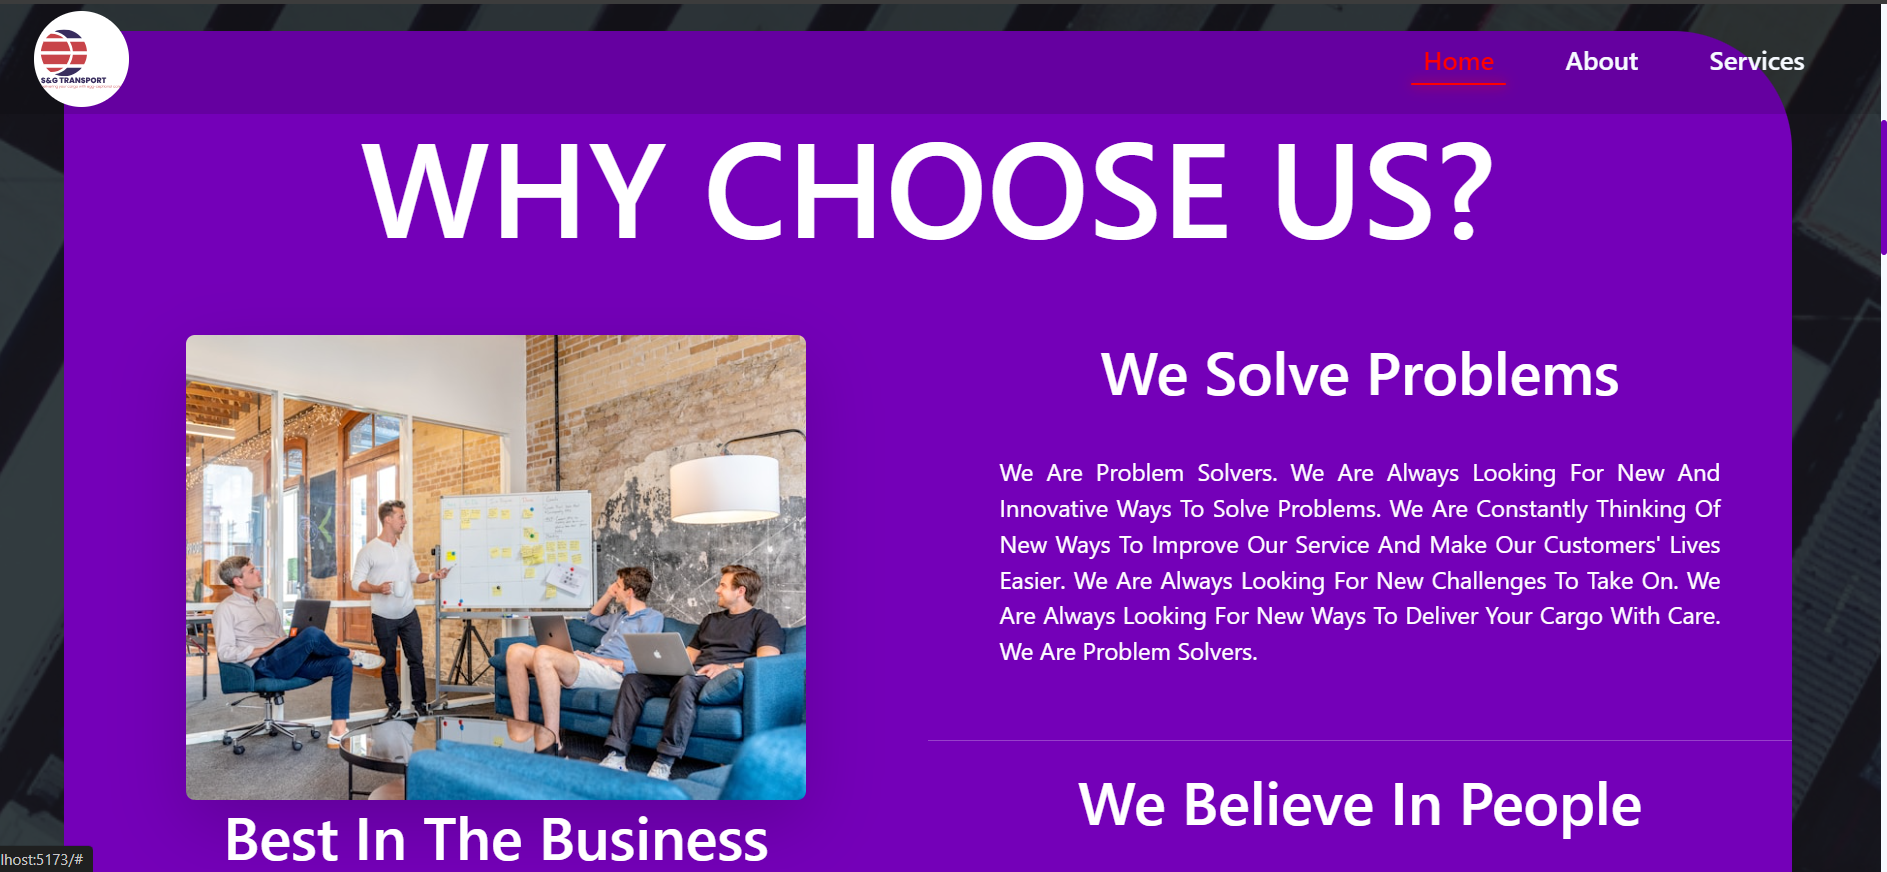 S&G TRANSPORT
Home
About
Services
WHY CHOOSE US?
We Solve Problems
We Are Problem Solvers. We Are Always Looking For New And
Innovative Ways To Solve Problems. We Are Constantly Thinking Of
New Ways To Improve Our Service And Make Our Customers' Lives
Easier. We Are Always Looking For New Challenges To Take On. We
Are Always Looking For New Ways To Deliver Your Cargo With Care.
We Are Problem Solvers.
We Believe In People
Best In The Business
lhost:5173/#